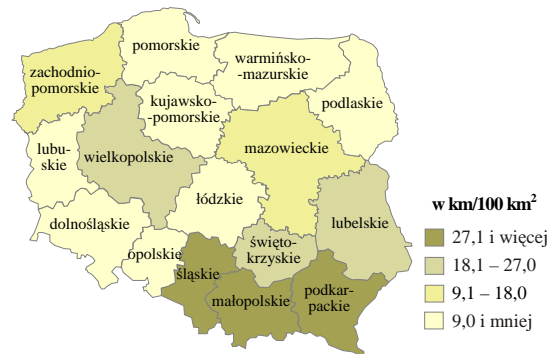 pomorskie
warmińsko-
-mazurskie
zachodnio-
pomorskie
podlaskie
kujawsko-
-pomorskie
lubu-
skie
wielkopolskie
mazowieckie
łódzkie
dolnośląskie
lubelskie
opolskie
święto-
krzyskie
śląskie
małopolskie
podkar-
packie
w km/100 km²
27,1 i więcej
18,1 – 27,0
9,1 – 18,0
9,0 i mniej